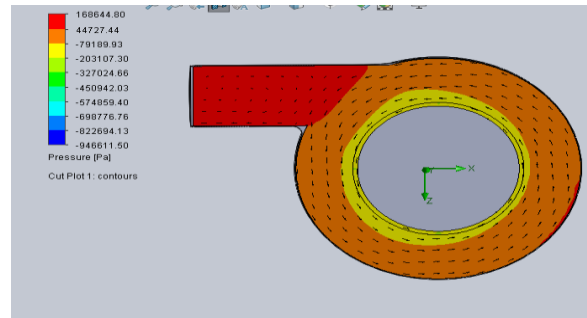 168644.80
44727.44
-79189.93
-203107.30
-327024.66
-450942.03
-574859.40
-698776.76
-822694.13
-946611.50
Pressure [Pa]
Cut Plot 1: contours
X
Z